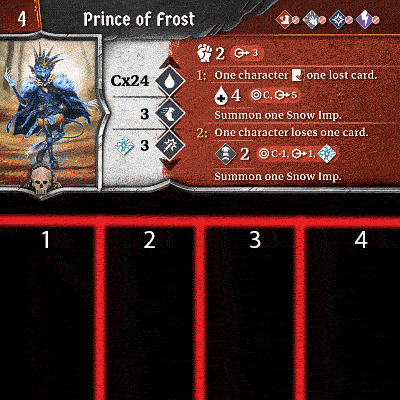 4 Prince of Frost
Cx24
3
3
2 3
1: One character one lost card.
4 C, 5
Summon one Snow Imp.
2: One character loses one card.
2 C-1, 1,
Summon one Snow Imp.
1 2 3 4